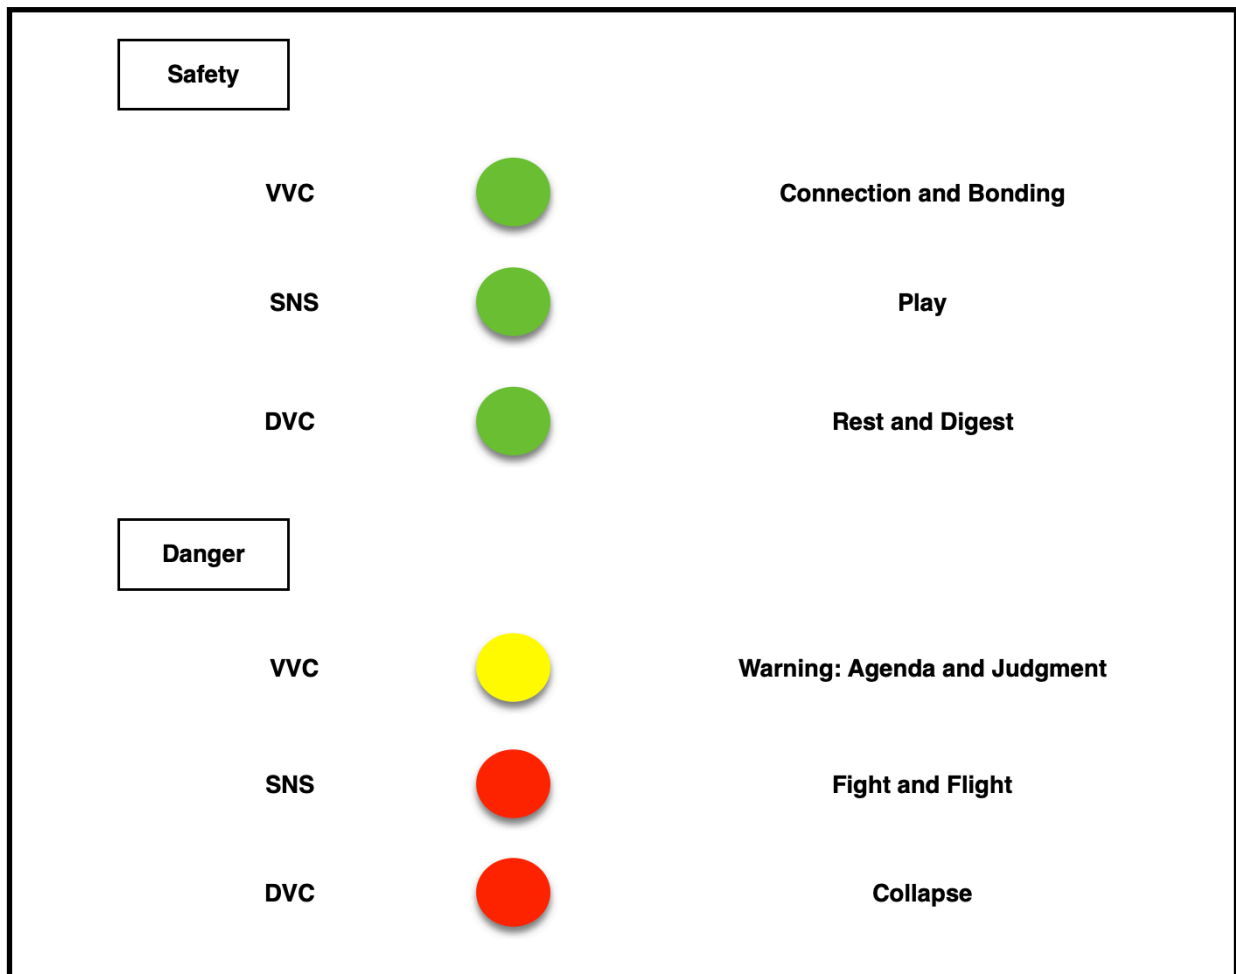 Safety
VVC Connection and Bonding
SNS Play
DVC Rest and Digest
Danger
VVC Warning: Agenda and Judgment
SNS Fight and Flight
DVC Collapse